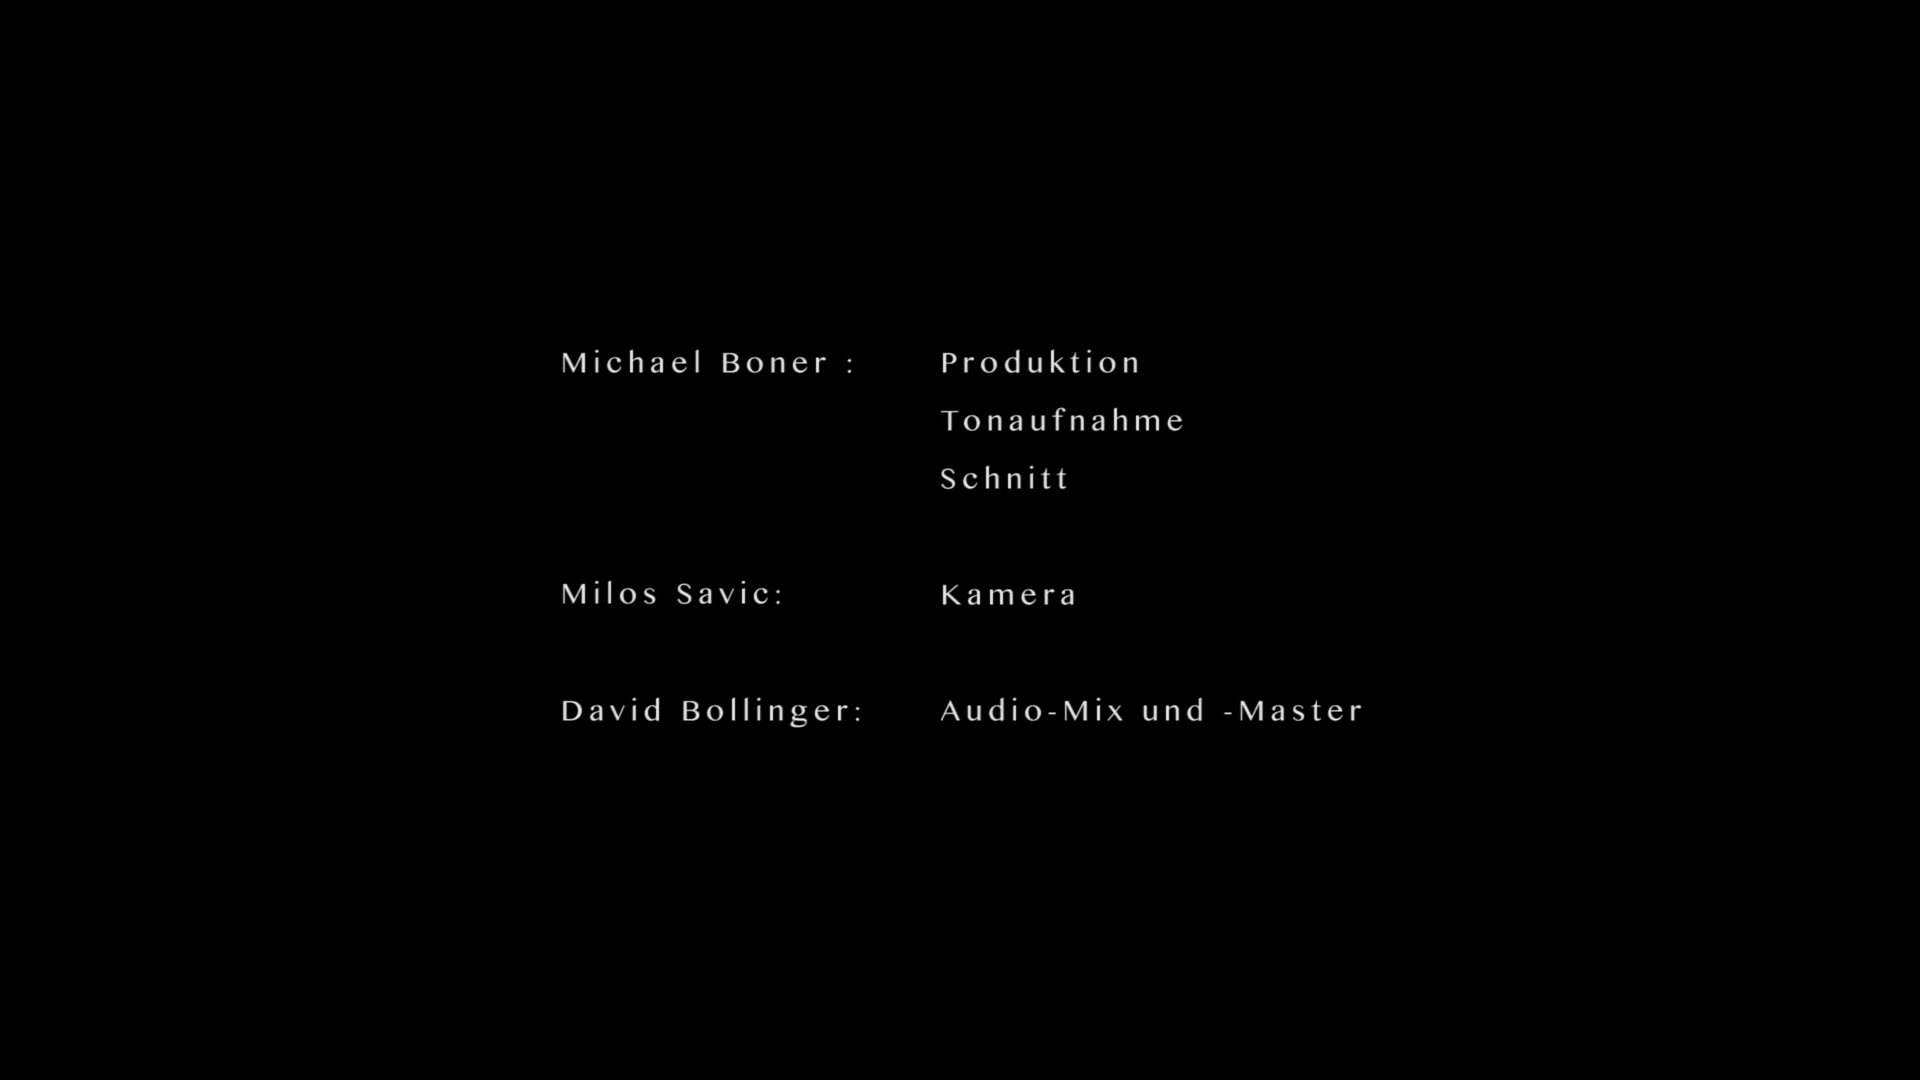 Michael Boner : Produktion
Tonaufnahme
Schnitt
Milos Savic: Kamera
David Bollinger: Audio-Mix und -Master